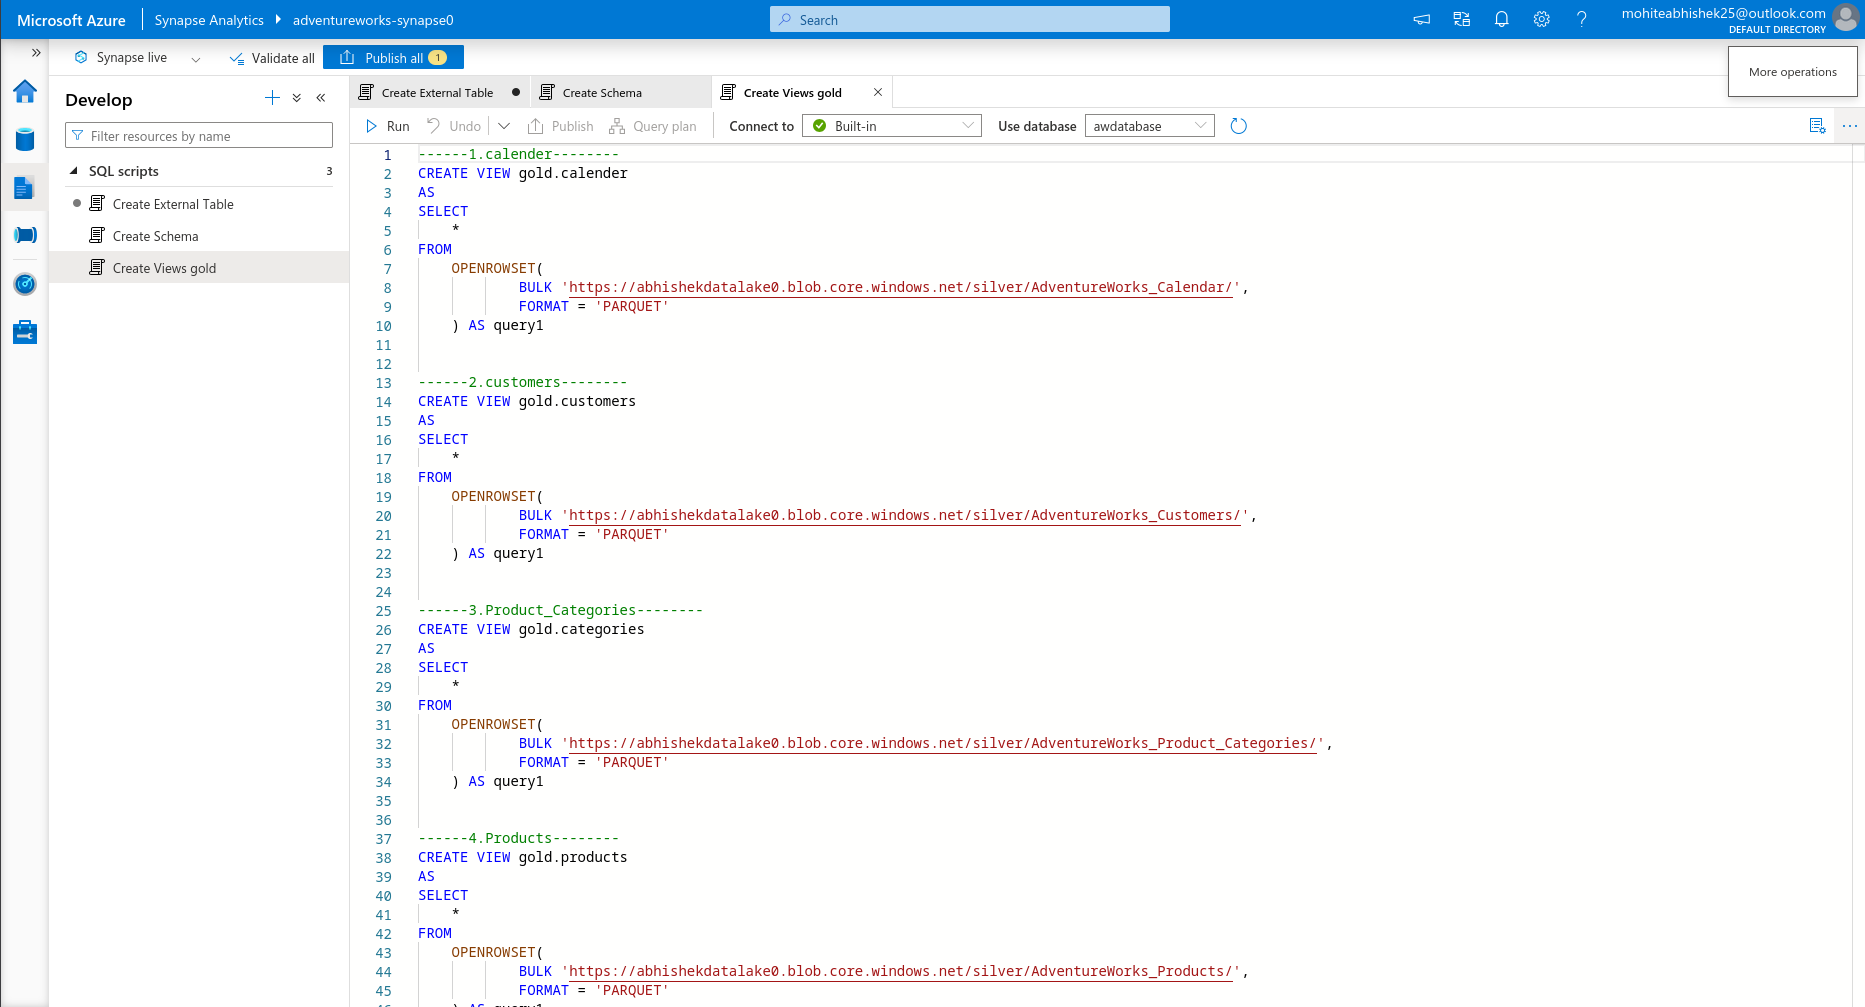 Microsoft Azure Synapse Analytics adventureworks-synapse0 Search mohiteabhishek25@outlook.com
DEFAULT DIRECTORY
Synapse live Validate all Publish all 1
More operations
Develop
Create External Table Create Schema Create Views gold
Filter resources by name
Run Undo Publish Query plan Connect to Built-in Use database awdatabase
SQL scripts 3
Create External Table
Create Schema
Create Views gold
1 ------1.calender--------
2 CREATE VIEW gold.calender
3 AS
4 SELECT
5 *
6 FROM
7 OPENROWSET(
8 BULK 'https://abhishekdatalake0.blob.core.windows.net/silver/AdventureWorks_Calendar/',
9 FORMAT = 'PARQUET'
10 ) AS query1
11
12
13 ------2.customers--------
14 CREATE VIEW gold.customers
15 AS
16 SELECT
17 *
18 FROM
19 OPENROWSET(
20 BULK 'https://abhishekdatalake0.blob.core.windows.net/silver/AdventureWorks_Customers/',
21 FORMAT = 'PARQUET'
22 ) AS query1
23
24
25 ------3.Product_Categories--------
26 CREATE VIEW gold.categories
27 AS
28 SELECT
29 *
30 FROM
31 OPENROWSET(
32 BULK 'https://abhishekdatalake0.blob.core.windows.net/silver/AdventureWorks_Product_Categories/',
33 FORMAT = 'PARQUET'
34 ) AS query1
35
36
37 ------4.Products--------
38 CREATE VIEW gold.products
39 AS
40 SELECT
41 *
42 FROM
43 OPENROWSET(
44 BULK 'https://abhishekdatalake0.blob.core.windows.net/silver/AdventureWorks_Products/',
45 FORMAT = 'PARQUET'